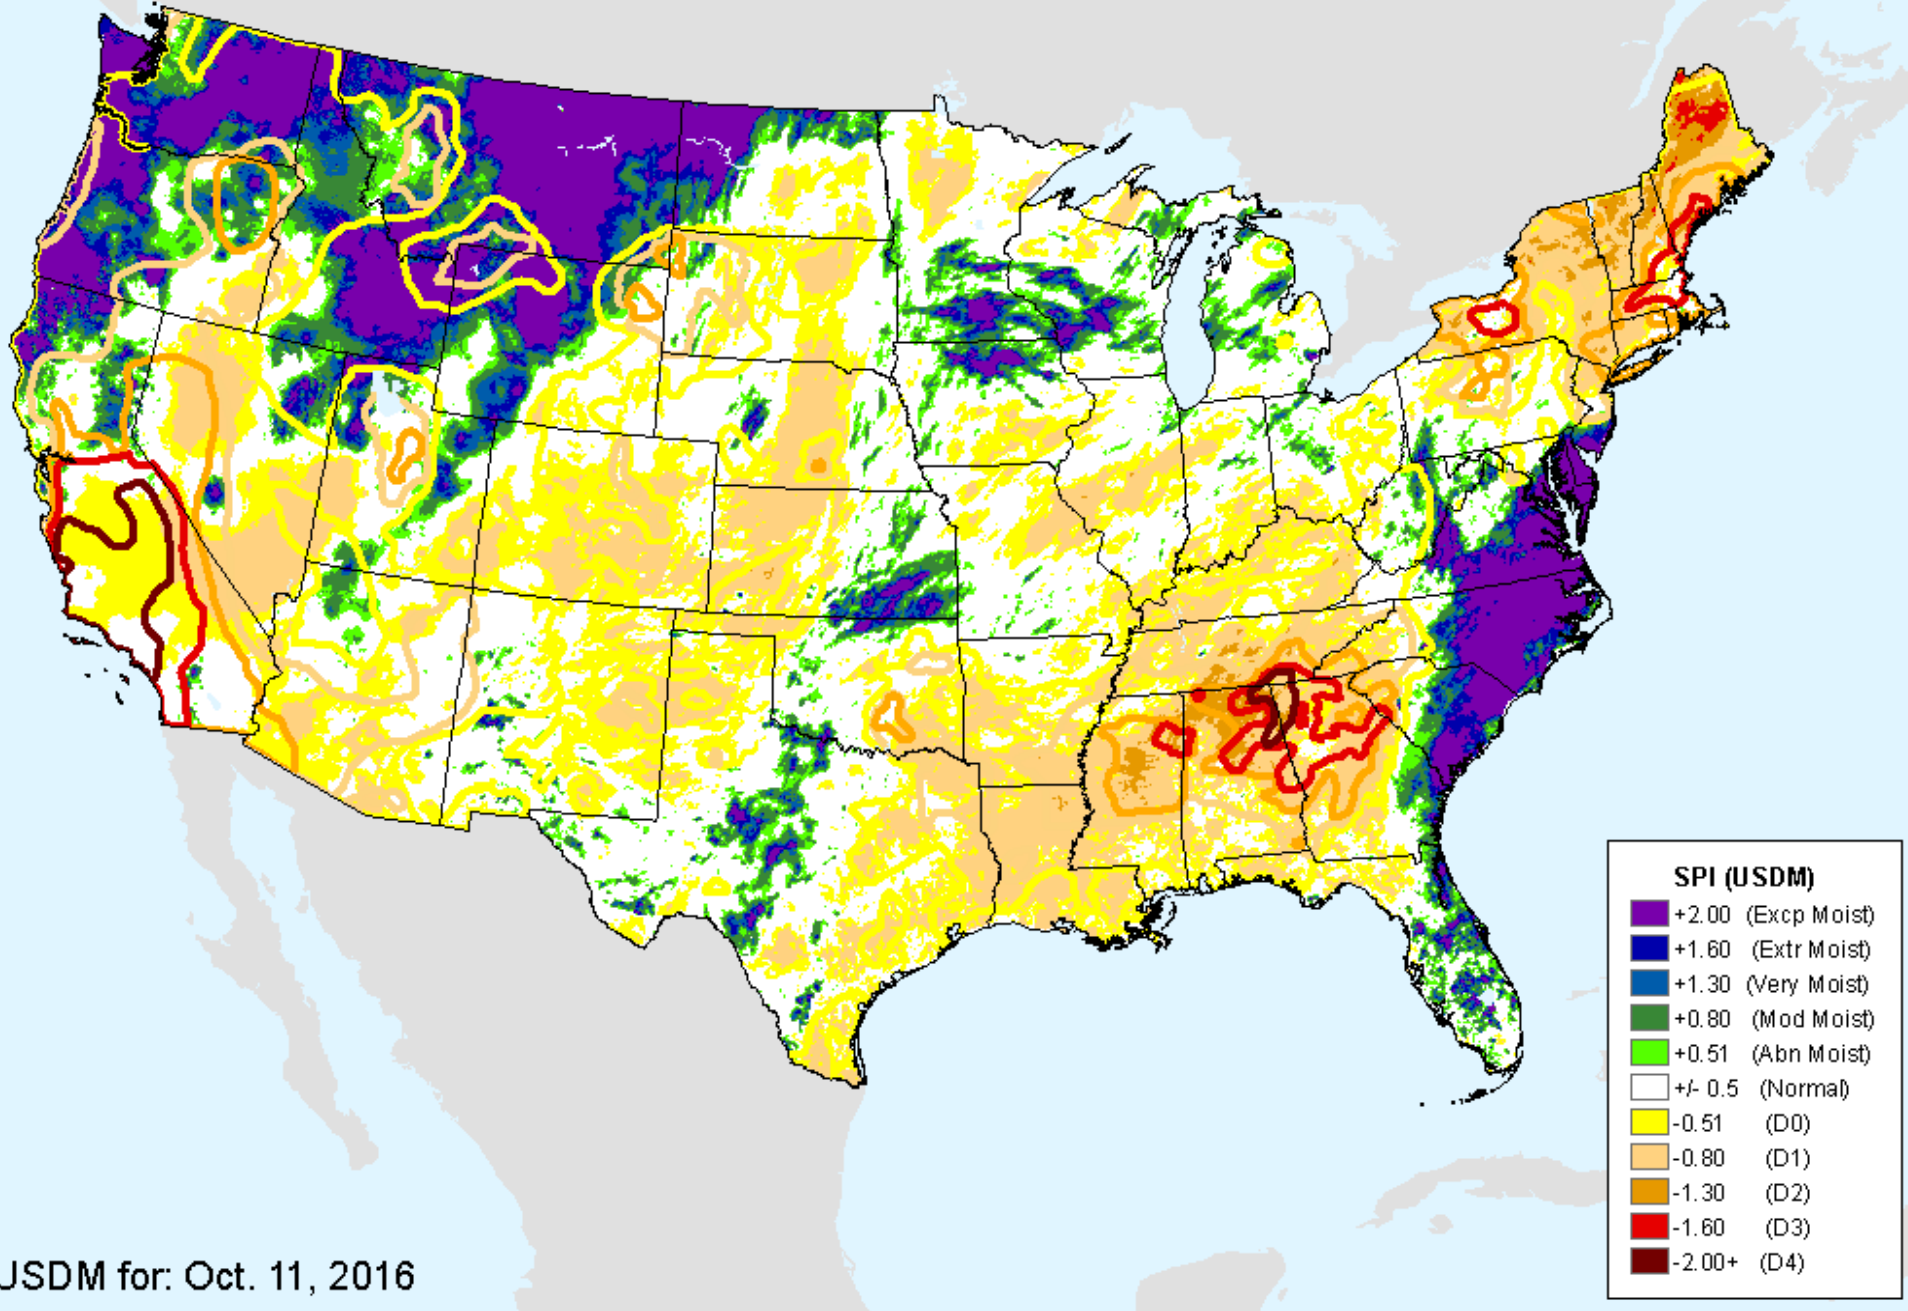 SPI (USDM)
+2.00 (Excp Moist)
+1.60 (Extr Moist)
+1.30 (Very Moist)
+0.80 (Mod Moist)
+0.51 (Abn Moist)
+/- 0.5 (Normal)
-0.51 (D0)
-0.80 (D1)
-1.30 (D2)
-1.60 (D3)
-2.00+ (D4)
USDM for: Oct. 11, 2016